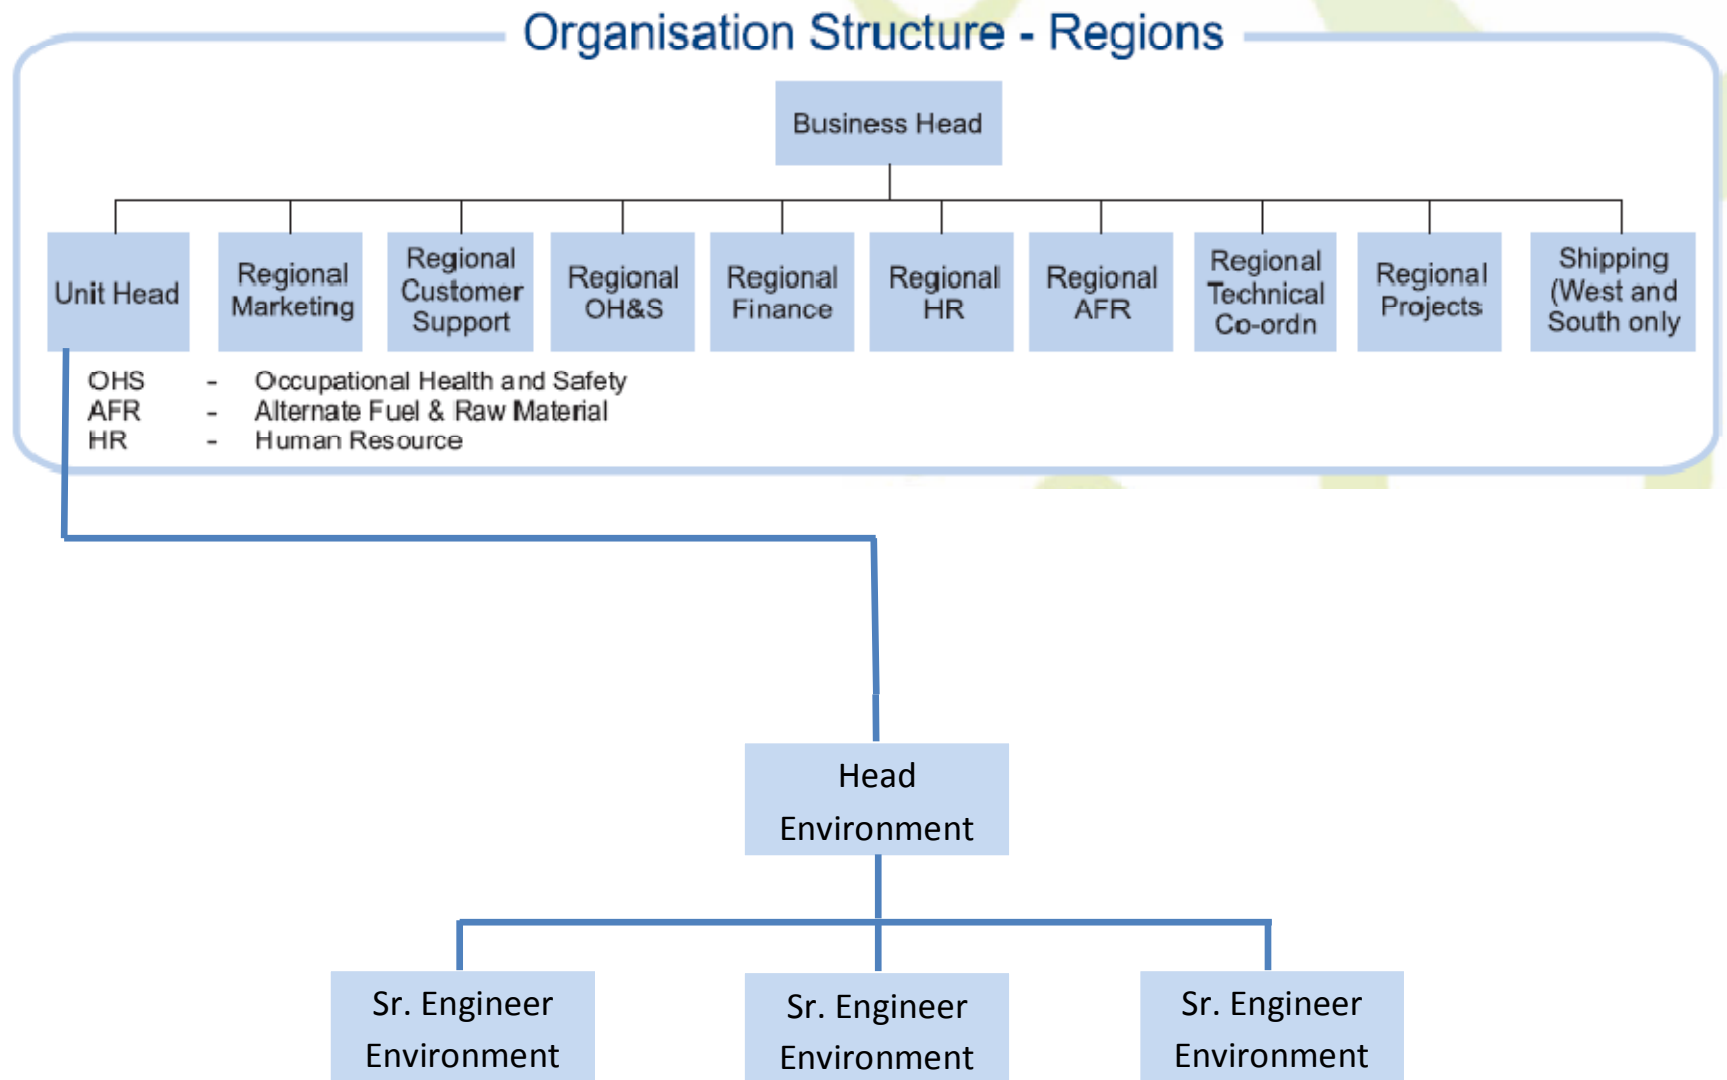 Organisation Structure - Regions
Business Head
Unit Head
Regional
Marketing
Regional
Customer
Support
Regional
OH&S
Regional
Finance
Regional
HR
Regional
AFR
Regional
Technical
Co-ordn
Regional
Projects
Shipping
(West and
South only
OHS - Occupational Health and Safety
AFR - Alternate Fuel & Raw Material
HR - Human Resource
Head
Environment
Sr. Engineer
Environment
Sr. Engineer
Environment
Sr. Engineer
Environment